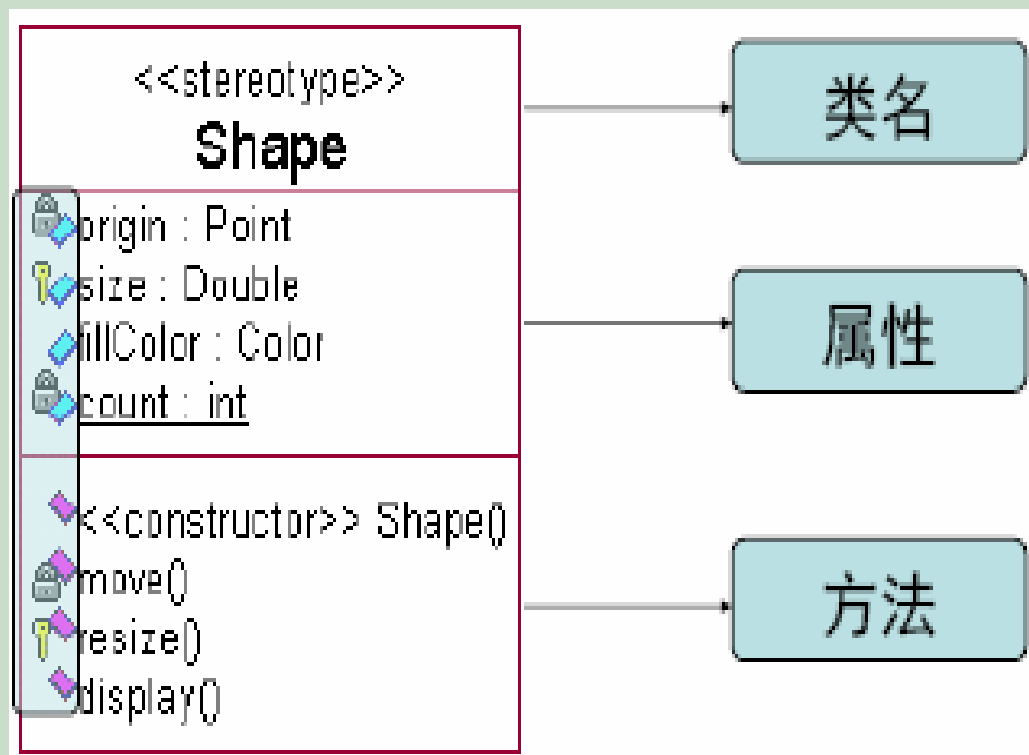 <<stereotype>>
Shape
origin : Point
size : Double
fillColor : Color
count : int
<<constructor>> Shape()
move()
resize()
display()
类名
属性
方法